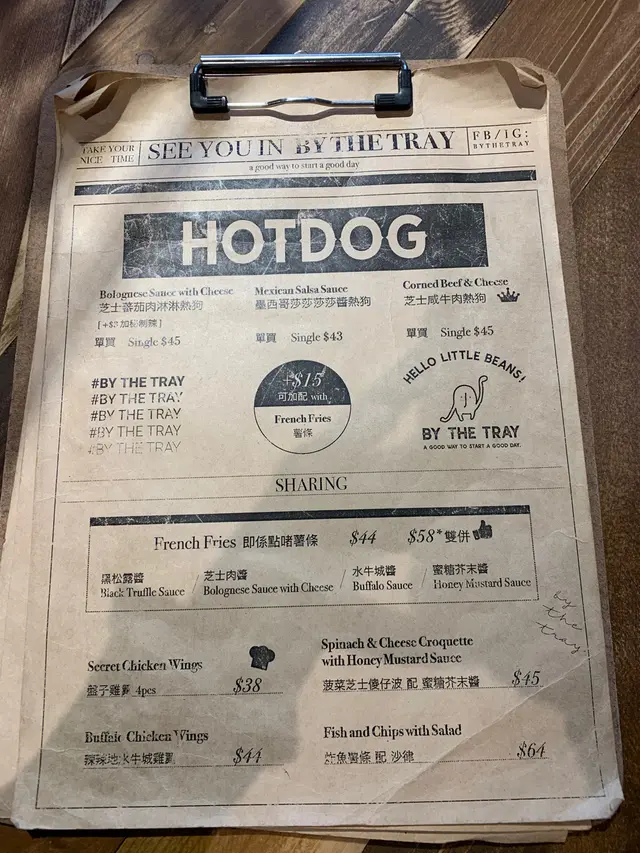 TAKE YOUR
NICE TIME
SEE YOU IN BY THE TRAY
FB/IG:
BYTHETRAY
a good way to start a good day
HOTDOG
Bolognese Sauce with Cheese
芝士蕃茄肉淋淋熱狗
[+$3加秘制辣]
單買 Single $45
Mexican Salsa Sauce
墨西哥莎莎莎莎醬熱狗
單買 Single $43
Corned Beef & Cheese
芝士咸牛肉熱狗
單買 Single $45
#BY THE TRAY
#BY THE TRAY
#BY THE TRAY
#BY THE TRAY
#BY THE TRAY
+$15
可加配 with
French Fries
薯條
HELLO LITTLE BEANS!
BY THE TRAY
A GOOD WAY TO START A GOOD DAY.
SHARING
French Fries 即係點啫薯條 $44 $58*雙併
黑松露醬
Black Truffle Sauce
芝士肉醬
Bolognese Sauce with Cheese
水牛城醬
Buffalo Sauce
蜜糖芥末醬
Honey Mustard Sauce
by
the
tray
Secret Chicken Wings
盤子雞翼 4pcs $38
Spinach & Cheese Croquette
with Honey Mustard Sauce
菠菜芝士傻仔波 配 蜜糖芥末醬 $45
Buffalo Chicken Wings
辣辣地水牛城雞翼 $44
Fish and Chips with Salad
炸魚薯條 配 沙律 $64